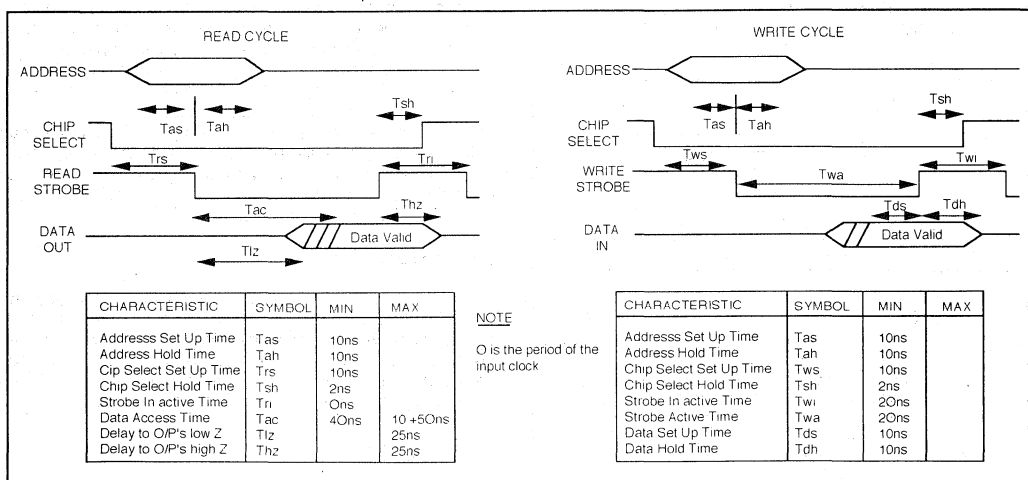 READ CYCLE
ADDRESS
Tas Tah Tsh
CHIP SELECT
Trs Tri
READ STROBE
Tac Thz
DATA OUT
Data Valid
Tlz
WRITE CYCLE
ADDRESS
Tas Tah Tsh
CHIP SELECT
Tws Twi
WRITE STROBE
Twa
Tds Tdh
DATA IN
Data Valid
CHARACTERISTIC SYMBOL MIN MAX
Addresss Set Up Time Tas 10ns
Address Hold Time Tah 10ns
Cip Select Set Up Time Trs 10ns
Chip Select Hold Time Tsh 2ns
Strobe In active Time Tri Ons
Data Access Time Tac 4Ons 10 +5Ons
Delay to O/P's low Z Tlz 25ns
Delay to O/P's high Z Thz 25ns
NOTE
O is the period of the
input clock
CHARACTERISTIC SYMBOL MIN MAX
Addresss Set Up Time Tas 10ns
Address Hold Time Tah 10ns
Chip Select Set Up Time Tws 10ns
Chip Select Hold Time Tsh 2ns
Strobe In active Time Twi 2Ons
Strobe Active Time Twa 2Ons
Data Set Up Time Tds 10ns
Data Hold Time Tdh 10ns